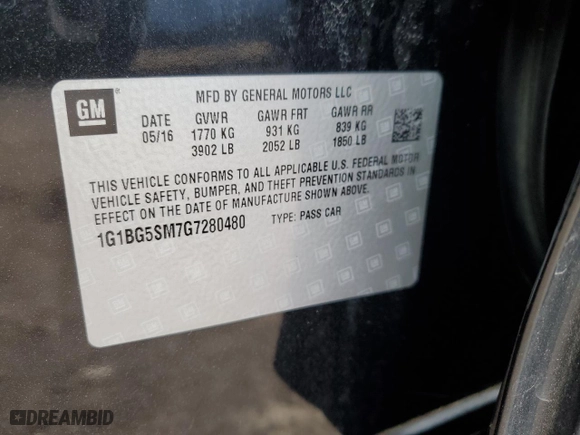 GM
MFD BY GENERAL MOTORS LLC
DATE GVWR GAWR FRT GAWR RR
05/16 1770 KG 931 KG 839 KG
3902 LB 2052 LB 1850 LB
THIS VEHICLE CONFORMS TO ALL APPLICABLE U.S. FEDERAL MOTOR
VEHICLE SAFETY, BUMPER, AND THEFT PREVENTION STANDARDS IN
EFFECT ON THE DATE OF MANUFACTURE SHOWN ABOVE.
1G1BG5SM7G7280480 TYPE: PASS CAR
DREAMBID